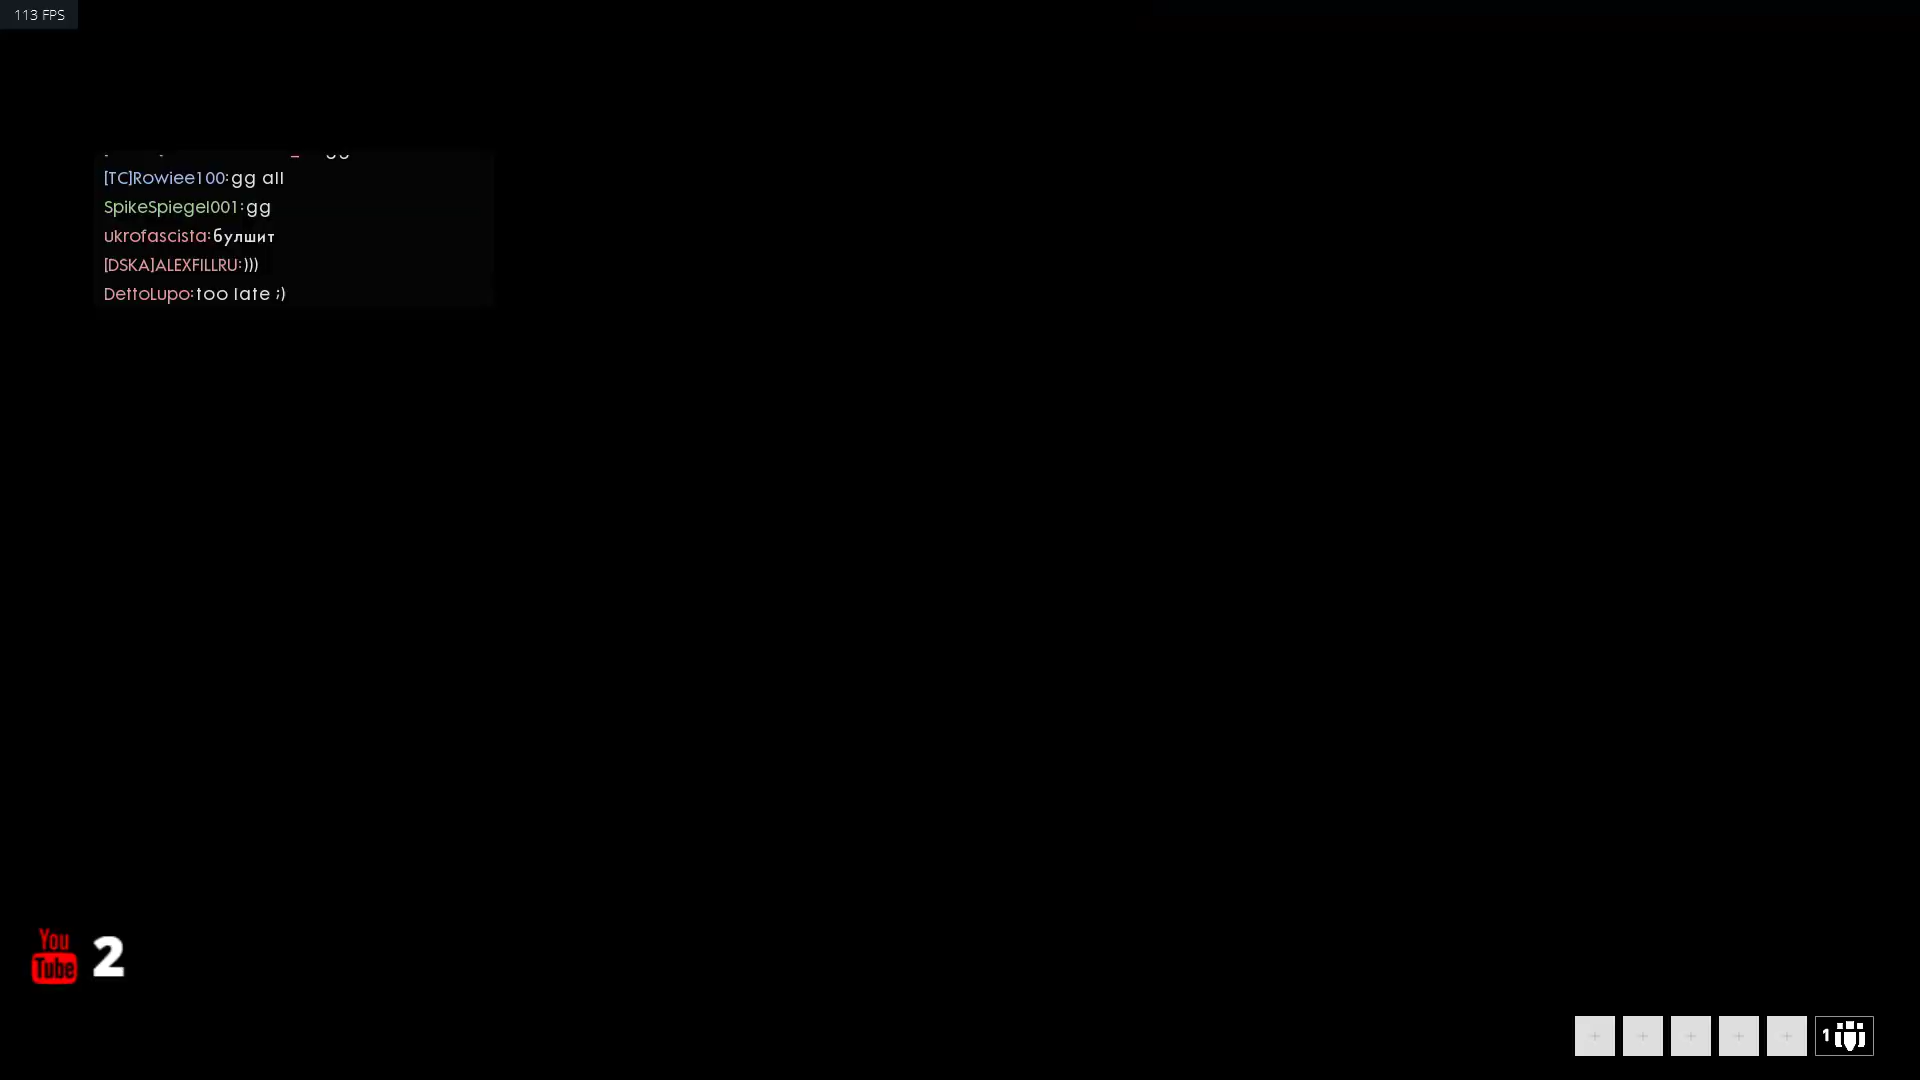 113 FPS
[TC]Rowiee100:gg all
SpikeSpiegel001:gg
ukrofascista:булшит
[DSKA]ALEXFILLRU:)))
DettoLupo:too late ;)
You
Tube 2
1